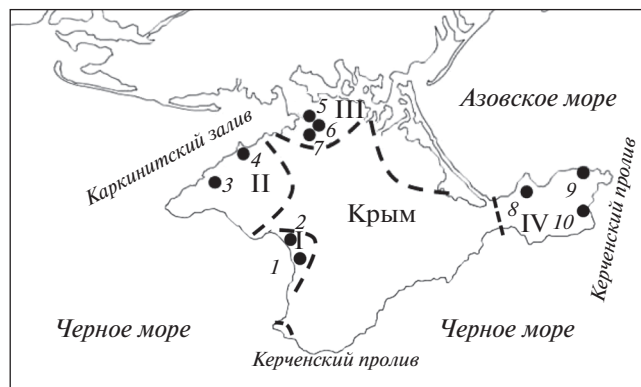 5
III
6
7
Азовское море
Каркинитский залив
4
3
II
Крым
8
9
IV
10
Керченский пролив
2
I
1
Черное море
Черное море
Керченский пролив